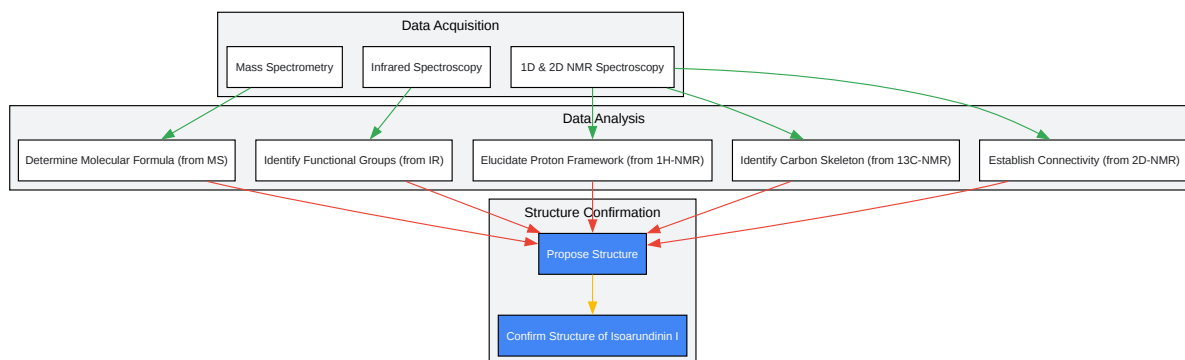 Data Acquisition
Mass Spectrometry
Infrared Spectroscopy
1D & 2D NMR Spectroscopy
Data Analysis
Determine Molecular Formula (from MS)
Identify Functional Groups (from IR)
Elucidate Proton Framework (from 1H-NMR)
Identify Carbon Skeleton (from 13C-NMR)
Establish Connectivity (from 2D-NMR)
Structure Confirmation
Propose Structure
Confirm Structure of Isoarundinin I